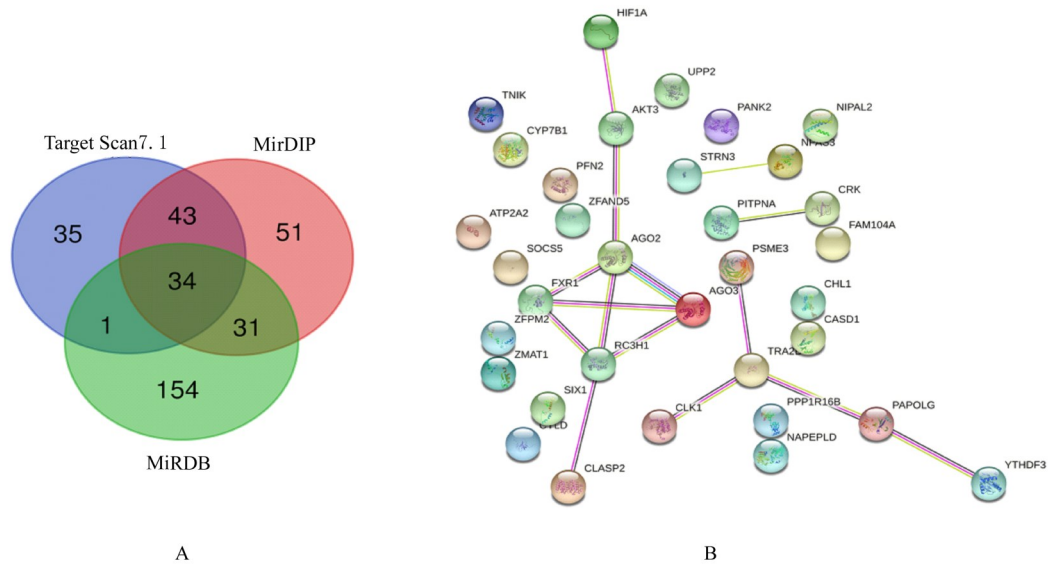 Target Scan7. 1
MirDIP
35
43
51
34
1
31
154
MiRDB
A
HIF1A
UPP2
TNIK
AKT3
PANK2
NIPAL2
CYP7B1
NPAS3
STRN3
PFN2
ZFAND5
PITPNA
CRK
ATP2A2
FAM104A
AGO2
SOCS5
PSME3
FXR1
AGO3
CHL1
ZFPM2
CASD1
RC3H1
ZMAT1
SIX1
CLK1
PPP1R16B
PAPOLG
NAPEPLD
CLASP2
YTHDF3
B